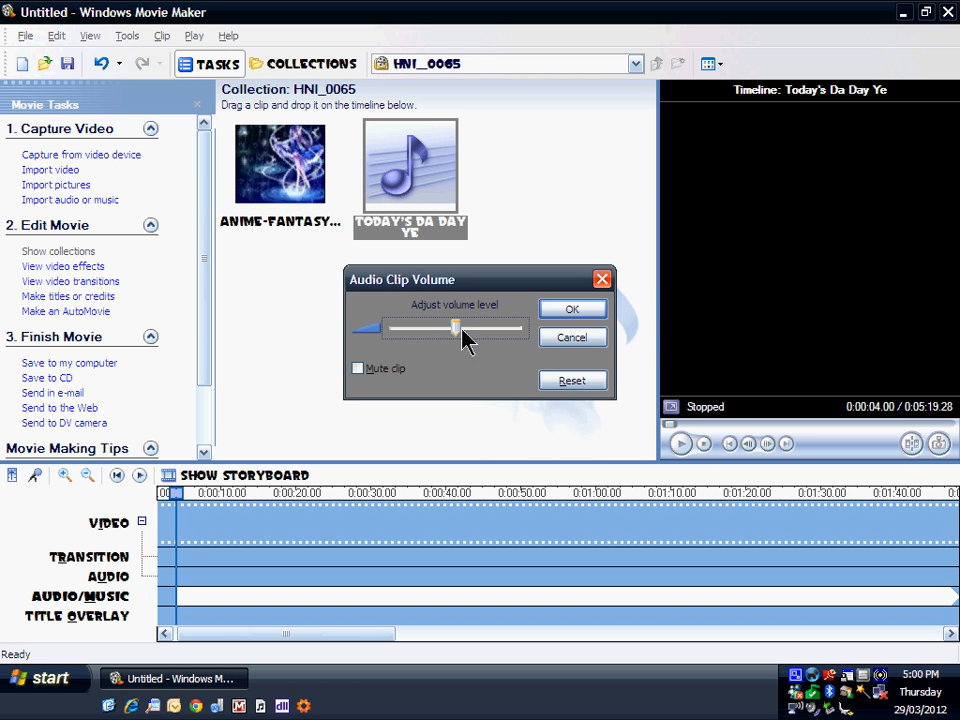 Untitled - Windows Movie Maker
File Edit View Tools Clip Play Help
TASKS COLLECTIONS HNI_0065
Movie Tasks
1. Capture Video
Capture from video device
Import video
Import pictures
Import audio or music
2. Edit Movie
Show collections
View video effects
View video transitions
Make titles or credits
Make an AutoMovie
3. Finish Movie
Save to my computer
Save to CD
Send in e-mail
Send to the Web
Send to DV camera
Movie Making Tips
Collection: HNI_0065
Drag a clip and drop it on the timeline below.
ANIME-FANTASY...
TODAY'S DA DAY
YE
Audio Clip Volume
Adjust volume level
Mute clip
OK
Cancel
Reset
Timeline: Today's Da Day Ye
Stopped 0:00:04.00 / 0:05:19.28
SHOW STORYBOARD
00 0:00:10.00 0:00:20.00 0:00:30.00 0:00:40.00 0:00:50.00 0:01:00.00 0:01:10.00 0:01:20.00 0:01:30.00 0:01:40.00
VIDEO
TRANSITION
AUDIO
AUDIO/MUSIC
TITLE OVERLAY
Ready
start Untitled - Windows M...
5:00 PM
Thursday
29/03/2012